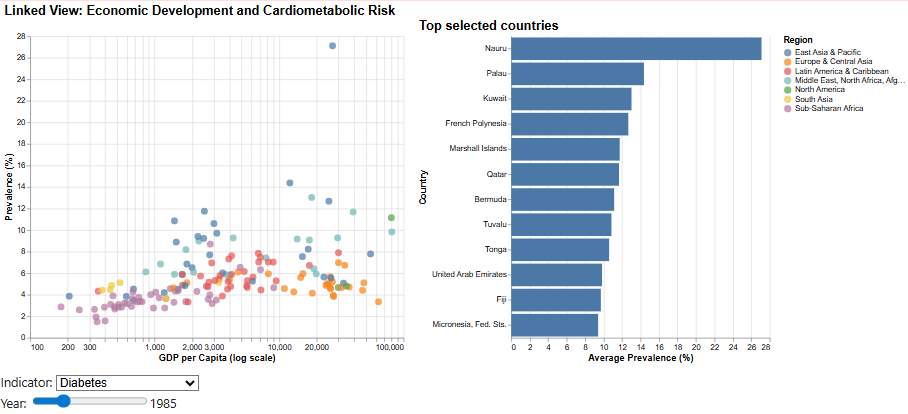 Linked View: Economic Development and Cardiometabolic Risk
Prevalence (%)
28
26
24
22
20
18
16
14
12
10
8
6
4
2
0
100 200 300 1,000 2,000 3,000 10,000 20,000 100,000
GDP per Capita (log scale)
Top selected countries
Country
Nauru
Palau
Kuwait
French Polynesia
Marshall Islands
Qatar
Bermuda
Tuvalu
Tonga
United Arab Emirates
Fiji
Micronesia, Fed. Sts.
0 2 4 6 8 10 12 14 16 18 20 22 24 26 28
Average Prevalence (%)
Region
East Asia & Pacific
Europe & Central Asia
Latin America & Caribbean
Middle East, North Africa, Afg…
North America
South Asia
Sub-Saharan Africa
Indicator: Diabetes
Year: 1985